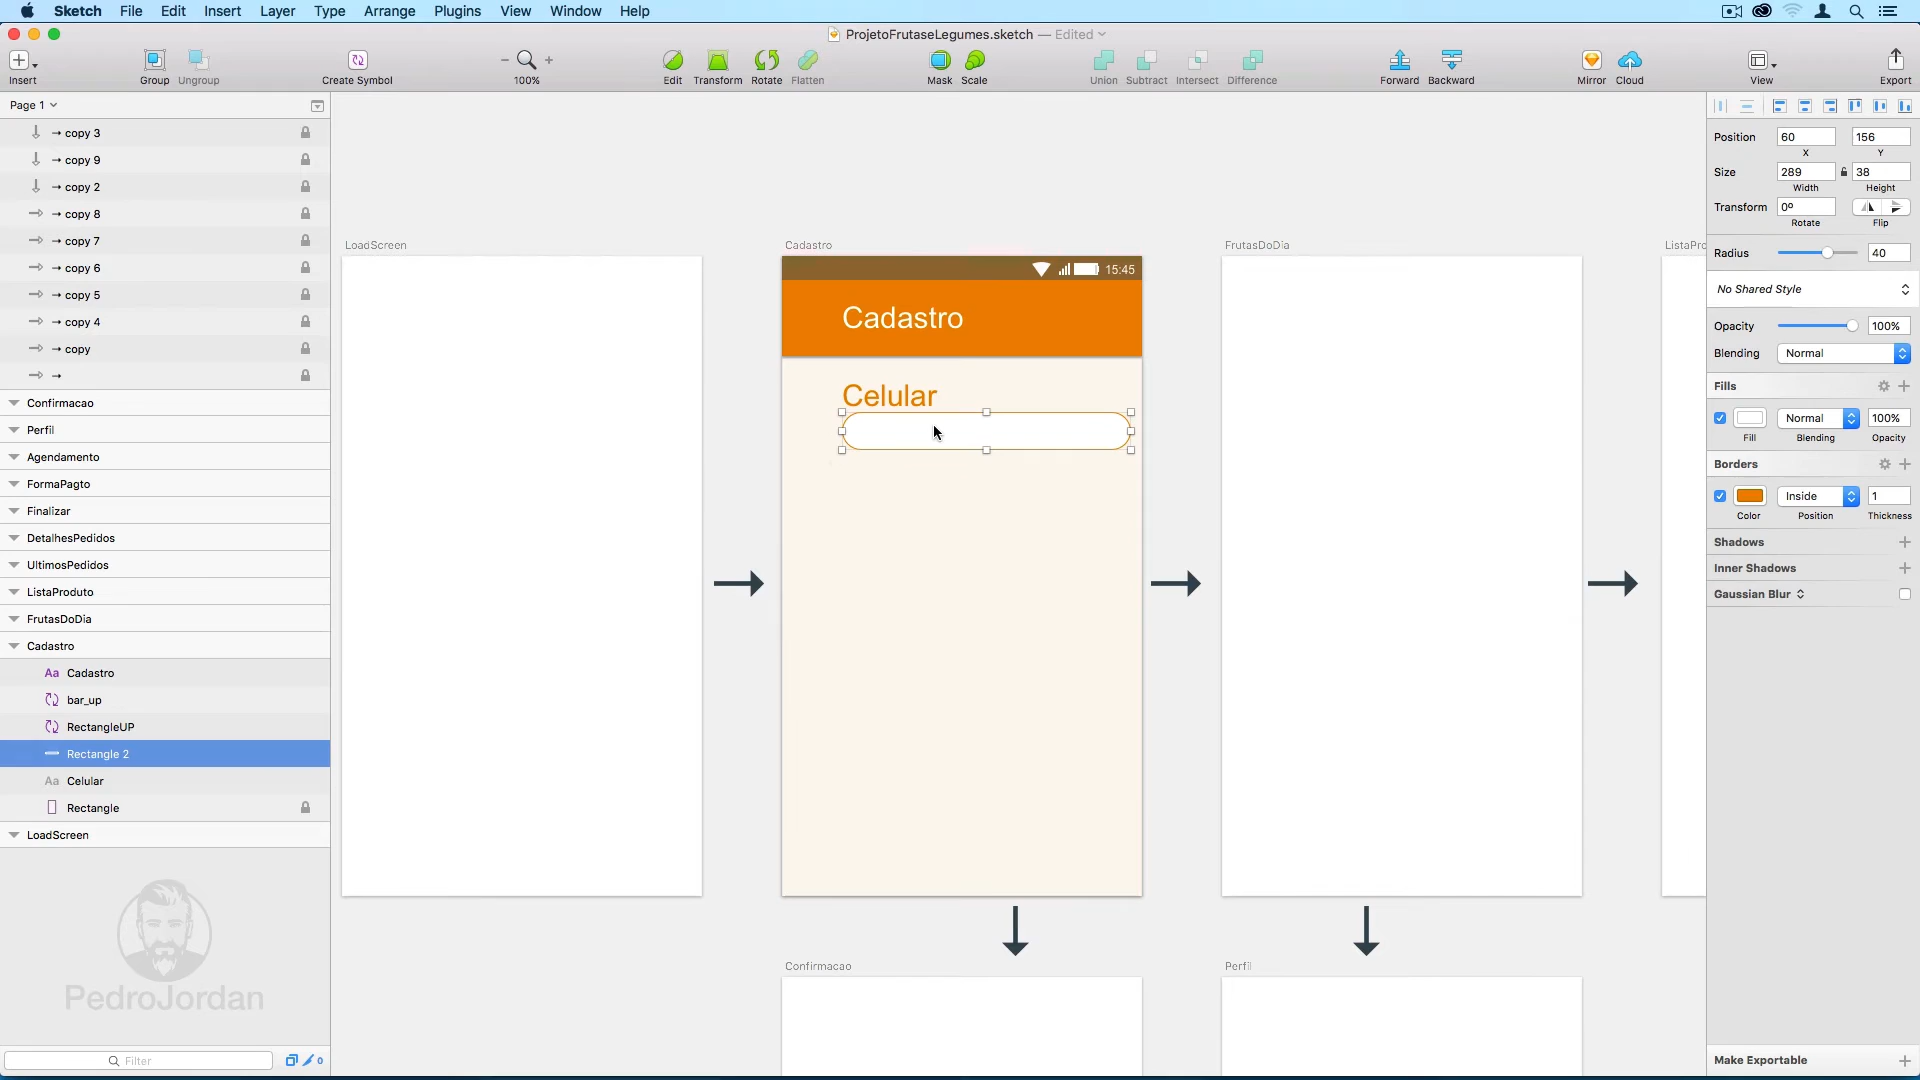 Sketch File Edit Insert Layer Type Arrange Plugins View Window Help
ProjetoFrutaseLegumes.sketch — Edited
Insert Group Ungroup Create Symbol 100% Edit Transform Rotate Flatten Mask Scale Union Subtract Intersect Difference Forward Backward Mirror Cloud View Export
Page 1
→ copy 3
→ copy 9
→ copy 2
→ copy 8
→ copy 7
→ copy 6
→ copy 5
→ copy 4
→ copy
→
Confirmacao
Perfil
Agendamento
FormaPagto
Finalizar
DetalhesPedidos
UltimosPedidos
ListaProduto
FrutasDoDia
Cadastro
Aa Cadastro
bar_up
RectangleUP
Rectangle 2
Aa Celular
Rectangle
LoadScreen
PedroJordan
Filter
0
LoadScreen
Cadastro
15:45
Cadastro
Celular
FrutasDoDia
ListaPro
Confirmacao
Perfil
Position 60 156
X Y
Size 289 38
Width Height
Transform 0º
Rotate Flip
Radius 40
No Shared Style
Opacity 100%
Blending Normal
Fills
Normal 100%
Fill Blending Opacity
Borders
Inside 1
Color Position Thickness
Shadows
Inner Shadows
Gaussian Blur
Make Exportable